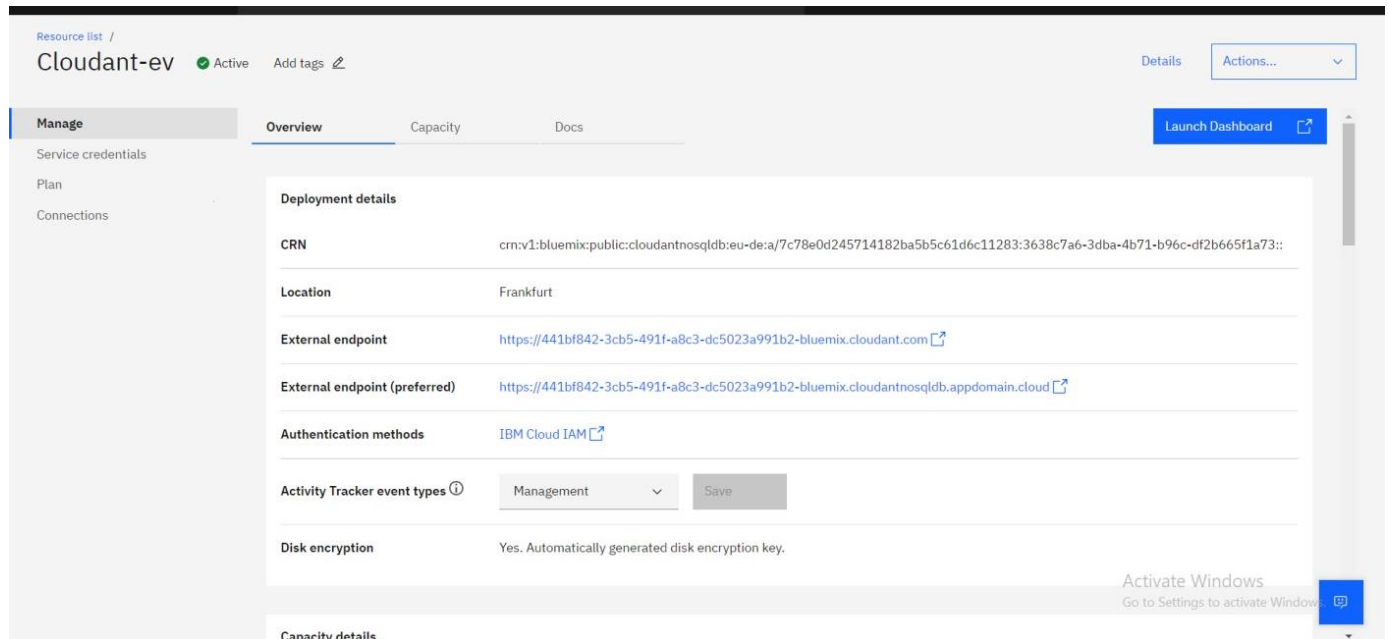 Resource list /
Cloudant-ev Active Add tags
Details Actions...
Manage
Service credentials
Plan
Connections
Overview Capacity Docs
Launch Dashboard
Deployment details
CRN crn:v1:bluemix:public:cloudantnosqldb:eu-de:a/7c78e0d245714182ba5b5c61d6c11283:3638c7a6-3dba-4b71-b96c-df2b665f1a73::
Location Frankfurt
External endpoint https://441bf842-3cb5-491f-a8c3-dc5023a991b2-bluemix.cloudant.com
External endpoint (preferred) https://441bf842-3cb5-491f-a8c3-dc5023a991b2-bluemix.cloudantnosqldb.appdomain.cloud
Authentication methods IBM Cloud IAM
Activity Tracker event types Management Save
Disk encryption Yes. Automatically generated disk encryption key.
Activate Windows
Go to Settings to activate Windows.
Capacity details